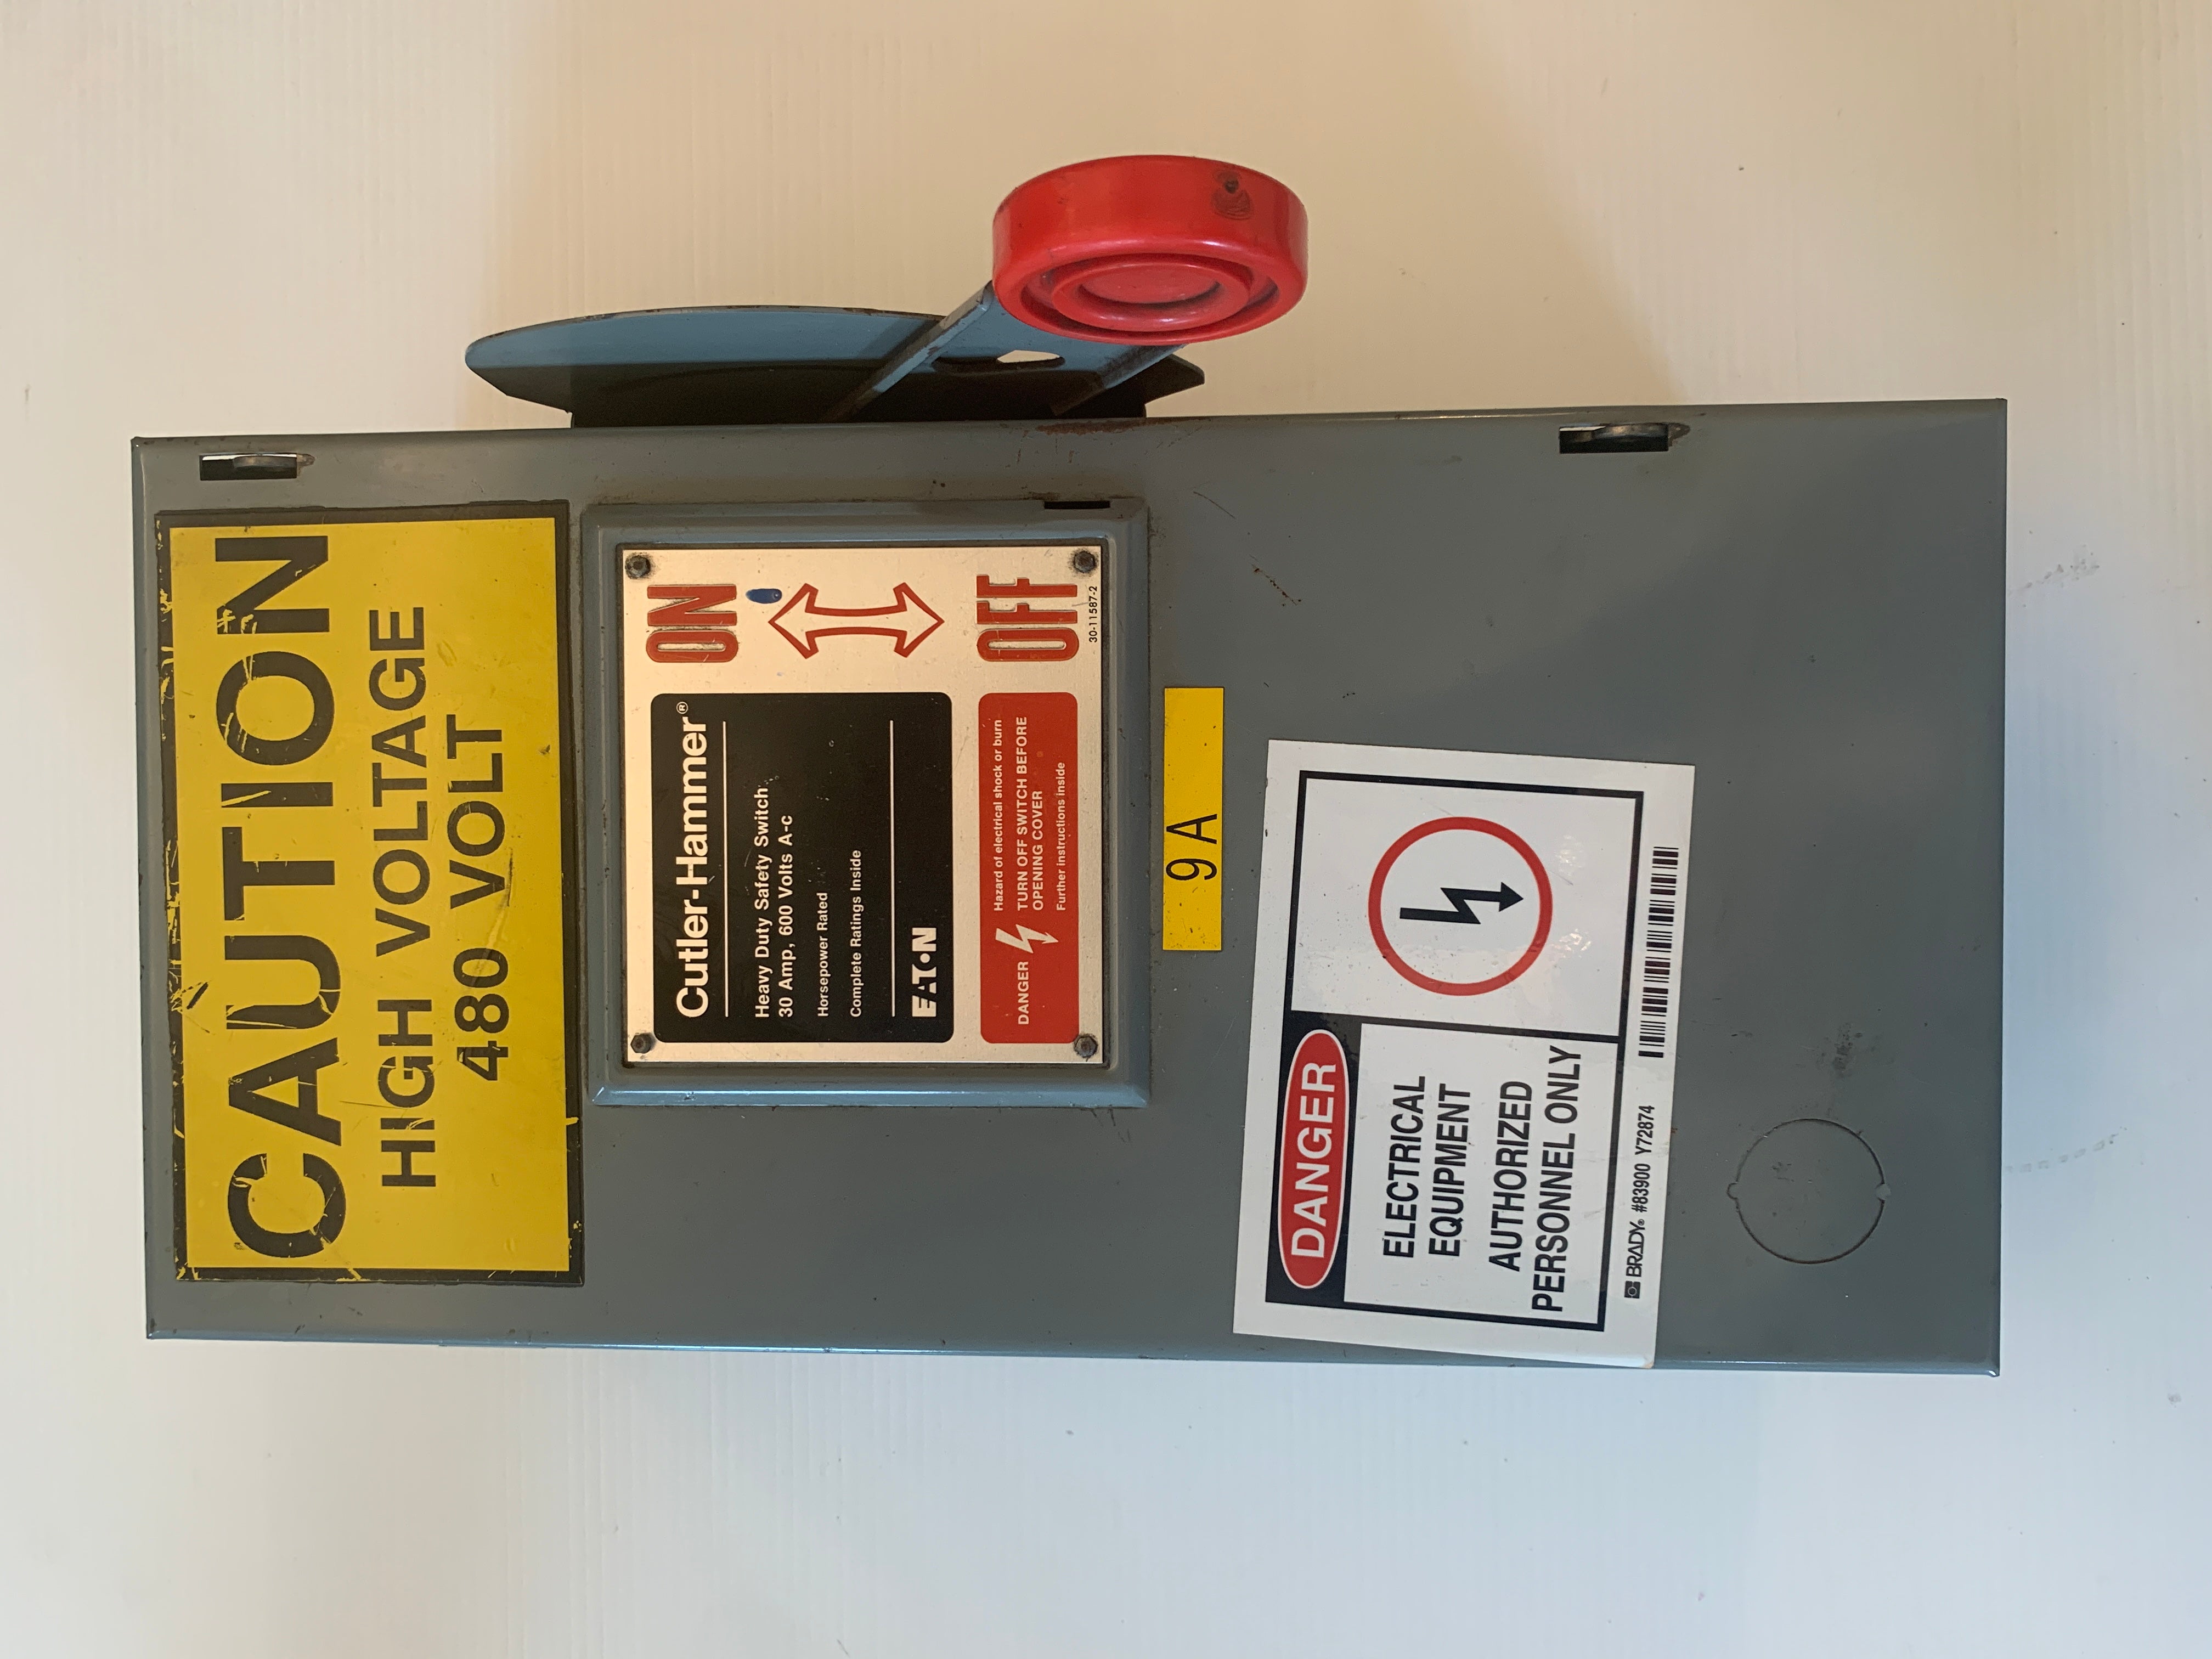 CAUTION
HIGH VOLTAGE
480 VOLT
Cutler-Hammer®
Heavy Duty Safety Switch
30 Amp, 600 Volts A-c
Horsepower Rated
Complete Ratings Inside
EATON
ON
OFF
30-11587-2
DANGER
Hazard of electrical shock or burn
TURN OFF SWITCH BEFORE
OPENING COVER
Further instructions inside
9A
DANGER
ELECTRICAL
EQUIPMENT
AUTHORIZED
PERSONNEL ONLY
BRADY® #83900 Y72874